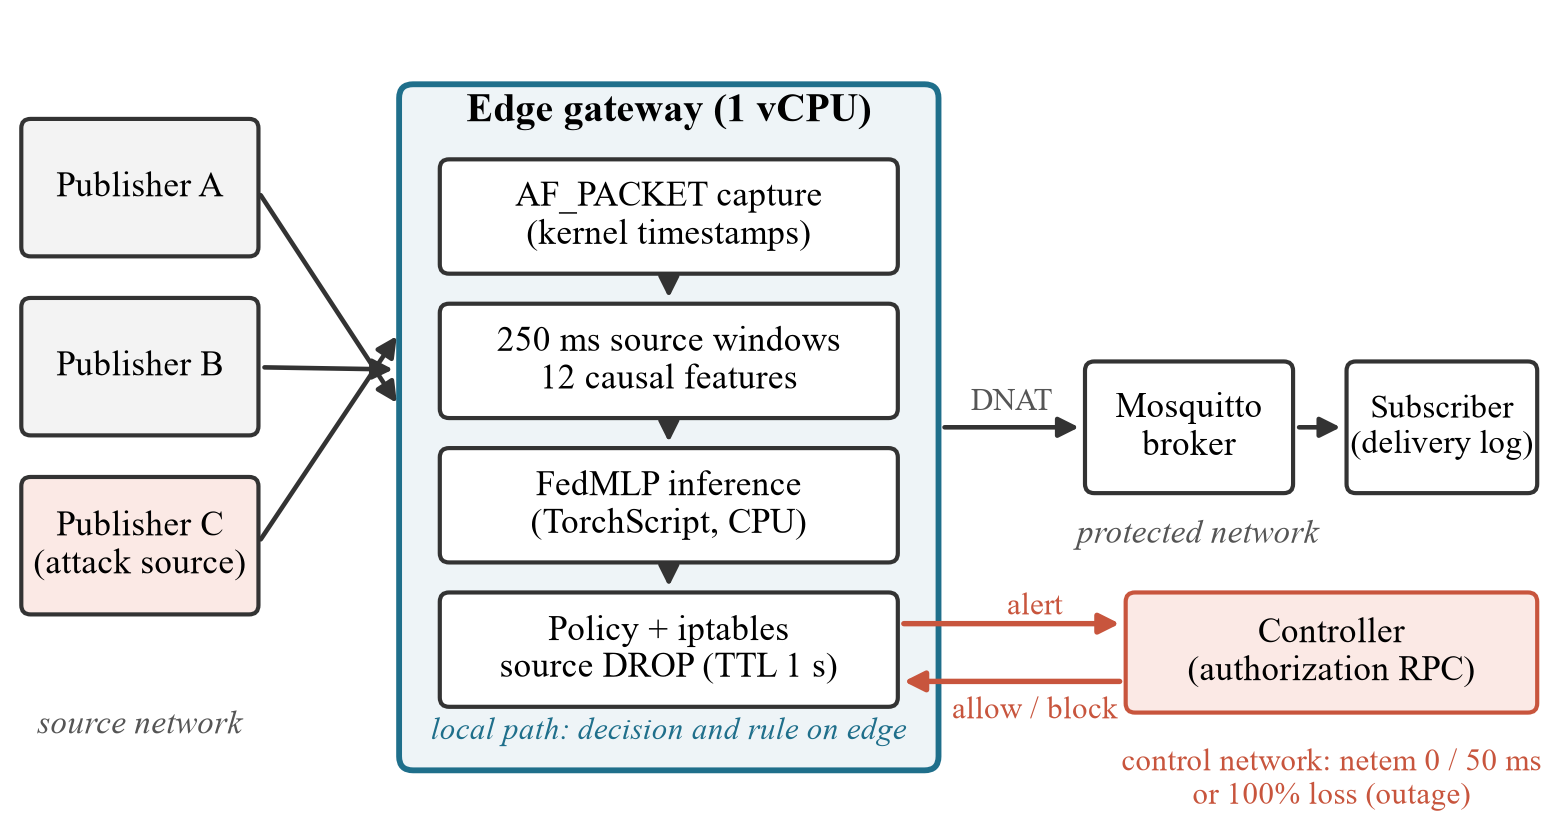 Publisher A
Publisher B
Publisher C
(attack source)
source network
Edge gateway (1 vCPU)
AF_PACKET capture
(kernel timestamps)
250 ms source windows
12 causal features
FedMLP inference
(TorchScript, CPU)
Policy + iptables
source DROP (TTL 1 s)
local path: decision and rule on edge
DNAT
Mosquitto
broker
Subscriber
(delivery log)
protected network
alert
allow / block
Controller
(authorization RPC)
control network: netem 0 / 50 ms
or 100% loss (outage)